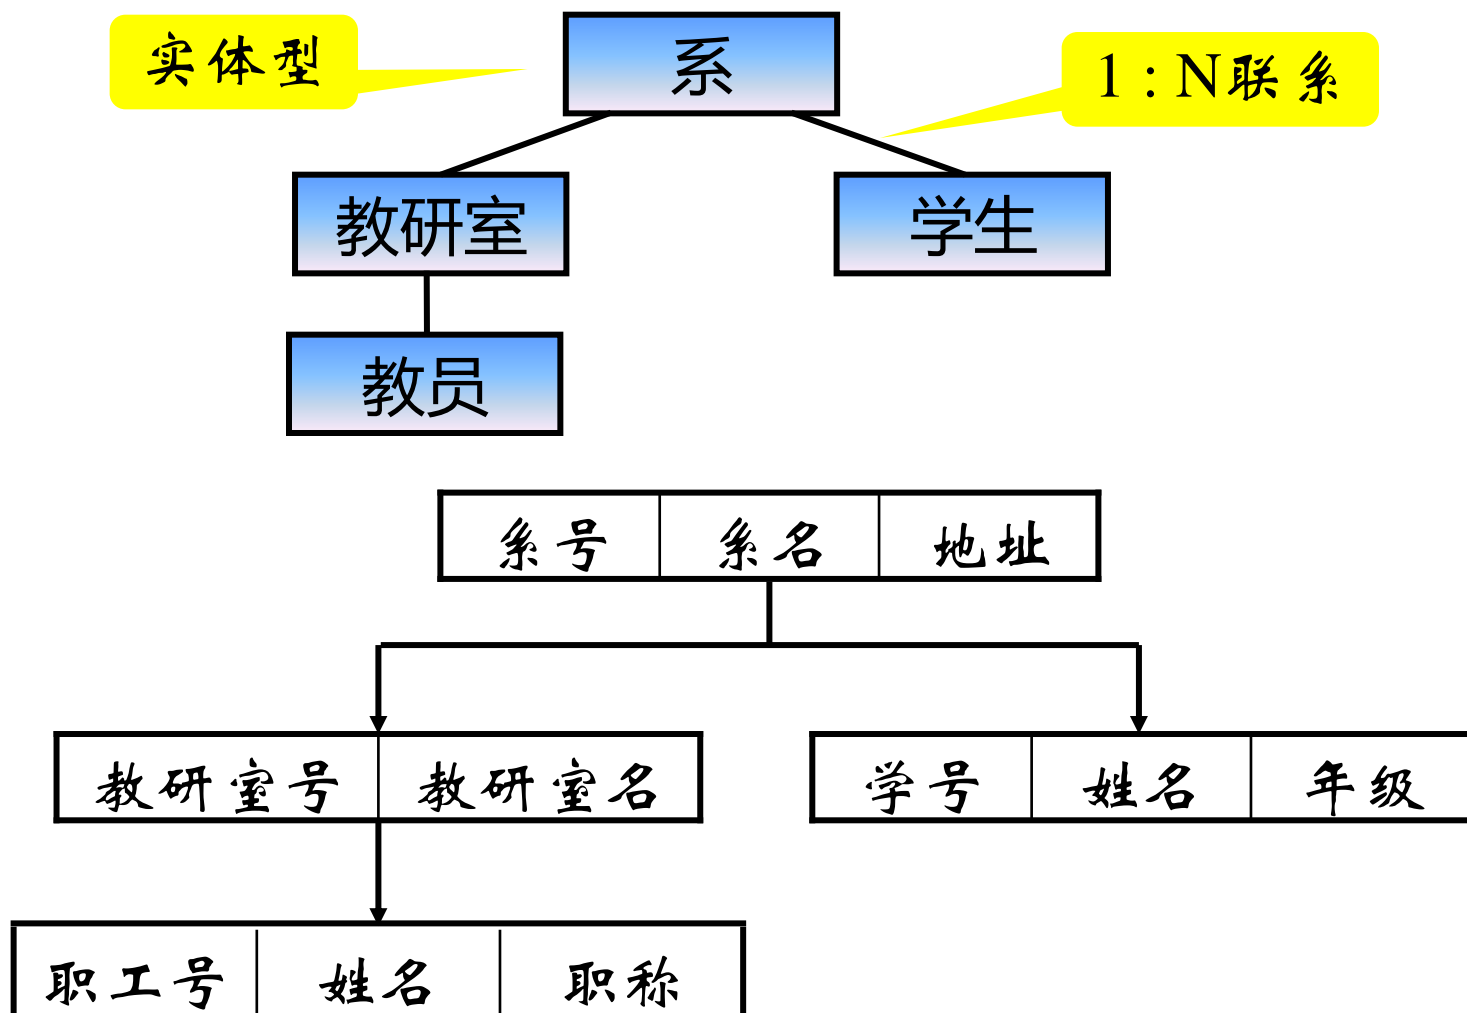 实体型
系
1：N联系
教研室
学生
教员
系号 系名 地址
教研室号 教研室名
学号 姓名 年级
职工号 姓名 职称